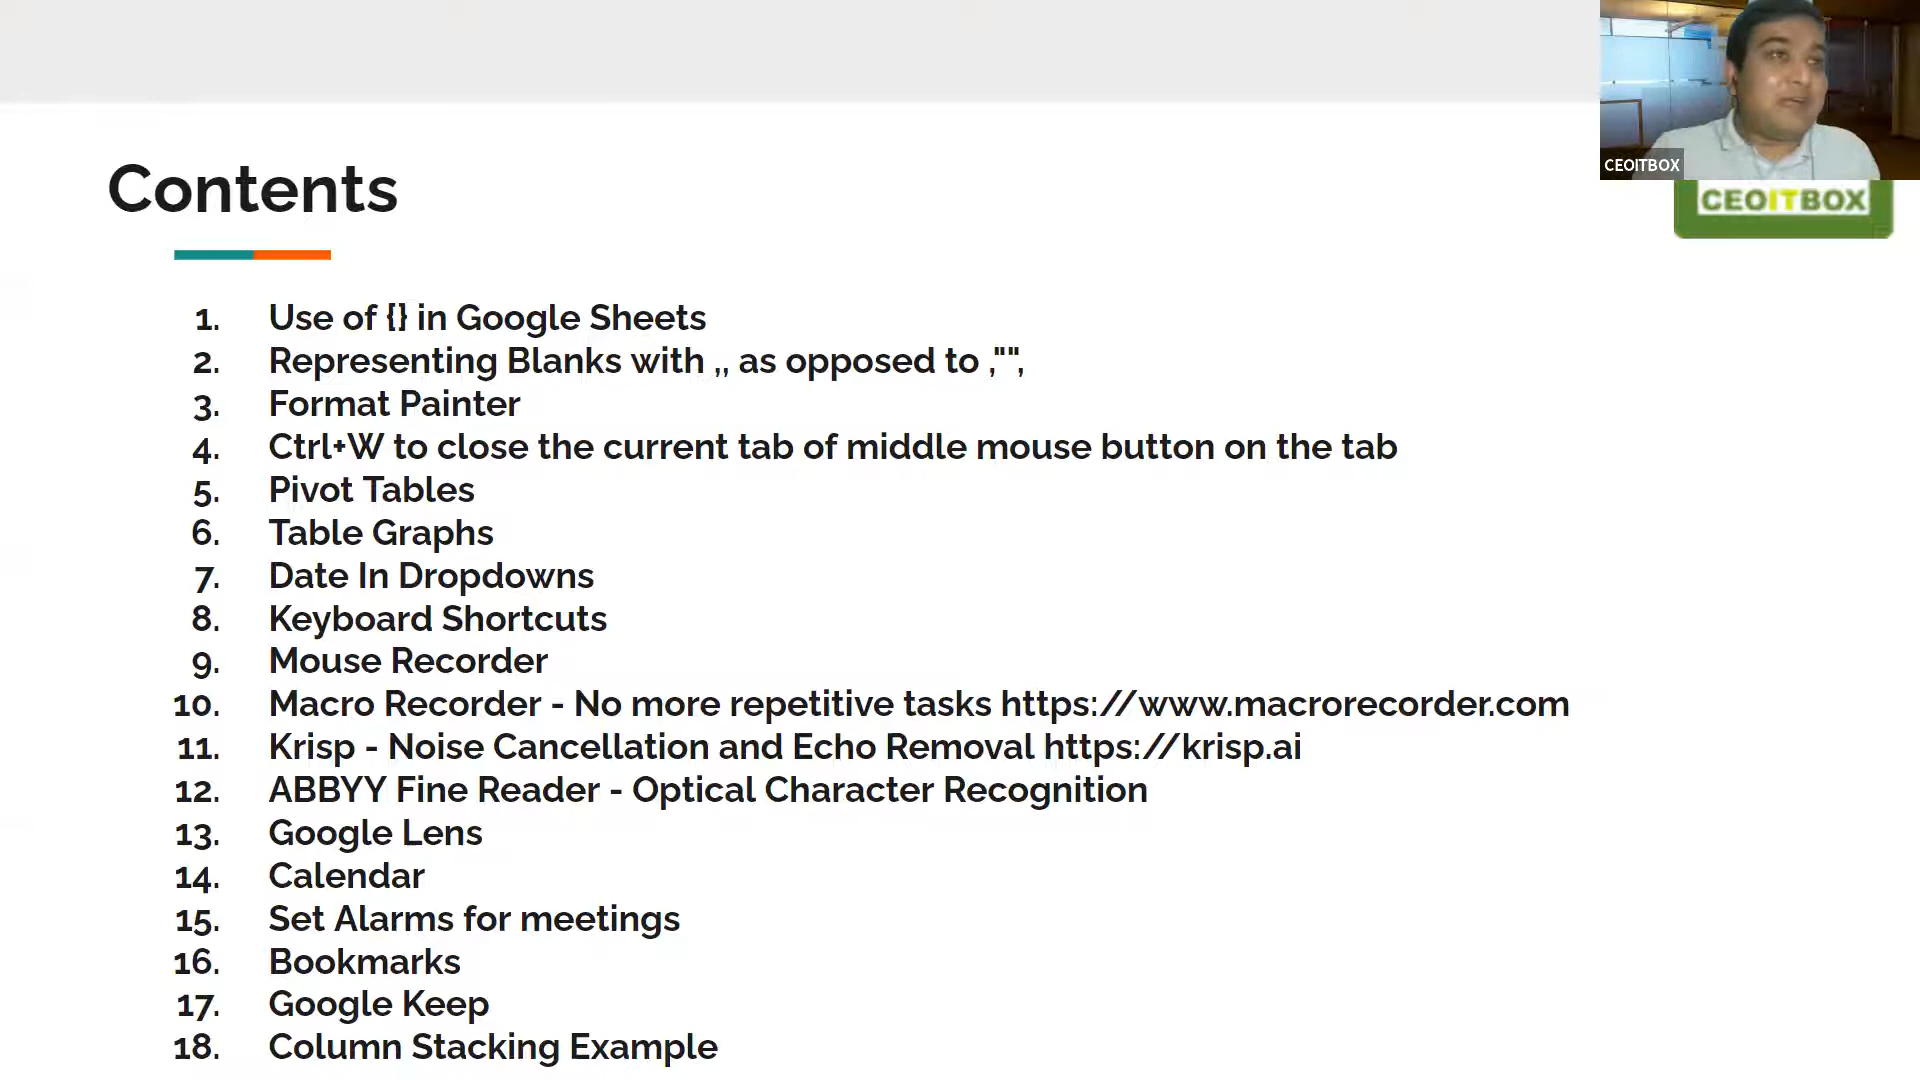 CEOITBOX
CEOITBOX
Contents
1. Use of {} in Google Sheets
2. Representing Blanks with ,, as opposed to ,"",
3. Format Painter
4. Ctrl+W to close the current tab of middle mouse button on the tab
5. Pivot Tables
6. Table Graphs
7. Date In Dropdowns
8. Keyboard Shortcuts
9. Mouse Recorder
10. Macro Recorder - No more repetitive tasks https://www.macrorecorder.com
11. Krisp - Noise Cancellation and Echo Removal https://krisp.ai
12. ABBYY Fine Reader - Optical Character Recognition
13. Google Lens
14. Calendar
15. Set Alarms for meetings
16. Bookmarks
17. Google Keep
18. Column Stacking Example